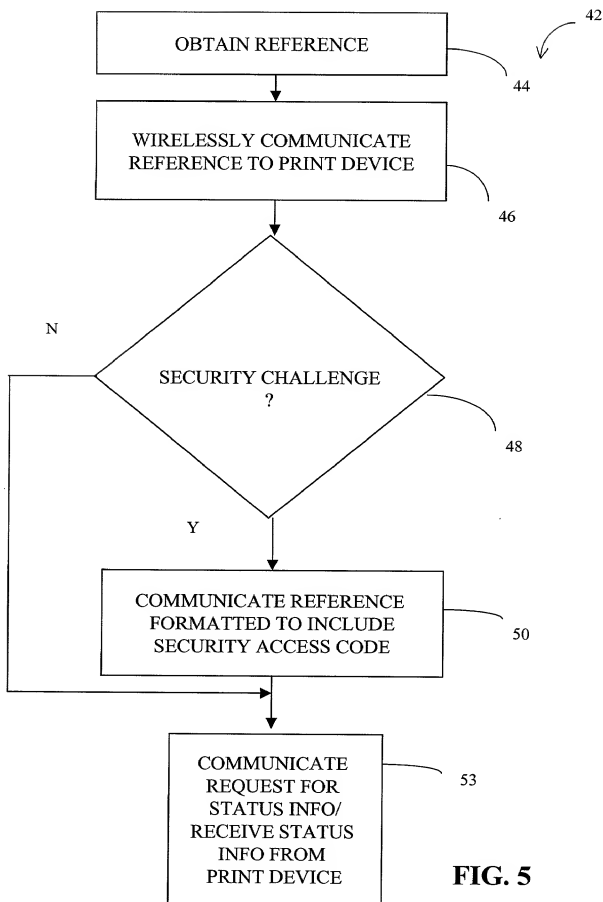 42
OBTAIN REFERENCE
44
WIRELESSLY COMMUNICATE
REFERENCE TO PRINT DEVICE
46
N
SECURITY CHALLENGE
?
48
Y
COMMUNICATE REFERENCE
FORMATTED TO INCLUDE
SECURITY ACCESS CODE
50
COMMUNICATE
REQUEST FOR
STATUS INFO/
RECEIVE STATUS
INFO FROM
PRINT DEVICE
53
FIG. 5